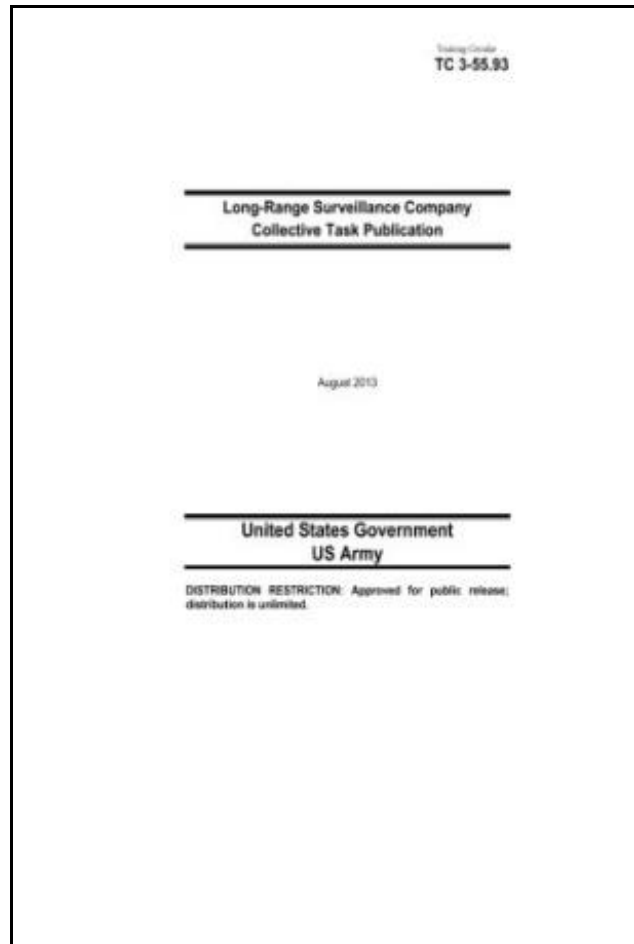 Training Circular
TC 3-55.93
Long-Range Surveillance Company
Collective Task Publication
August 2013
United States Government
US Army
DISTRIBUTION RESTRICTION: Approved for public release;
distribution is unlimited.